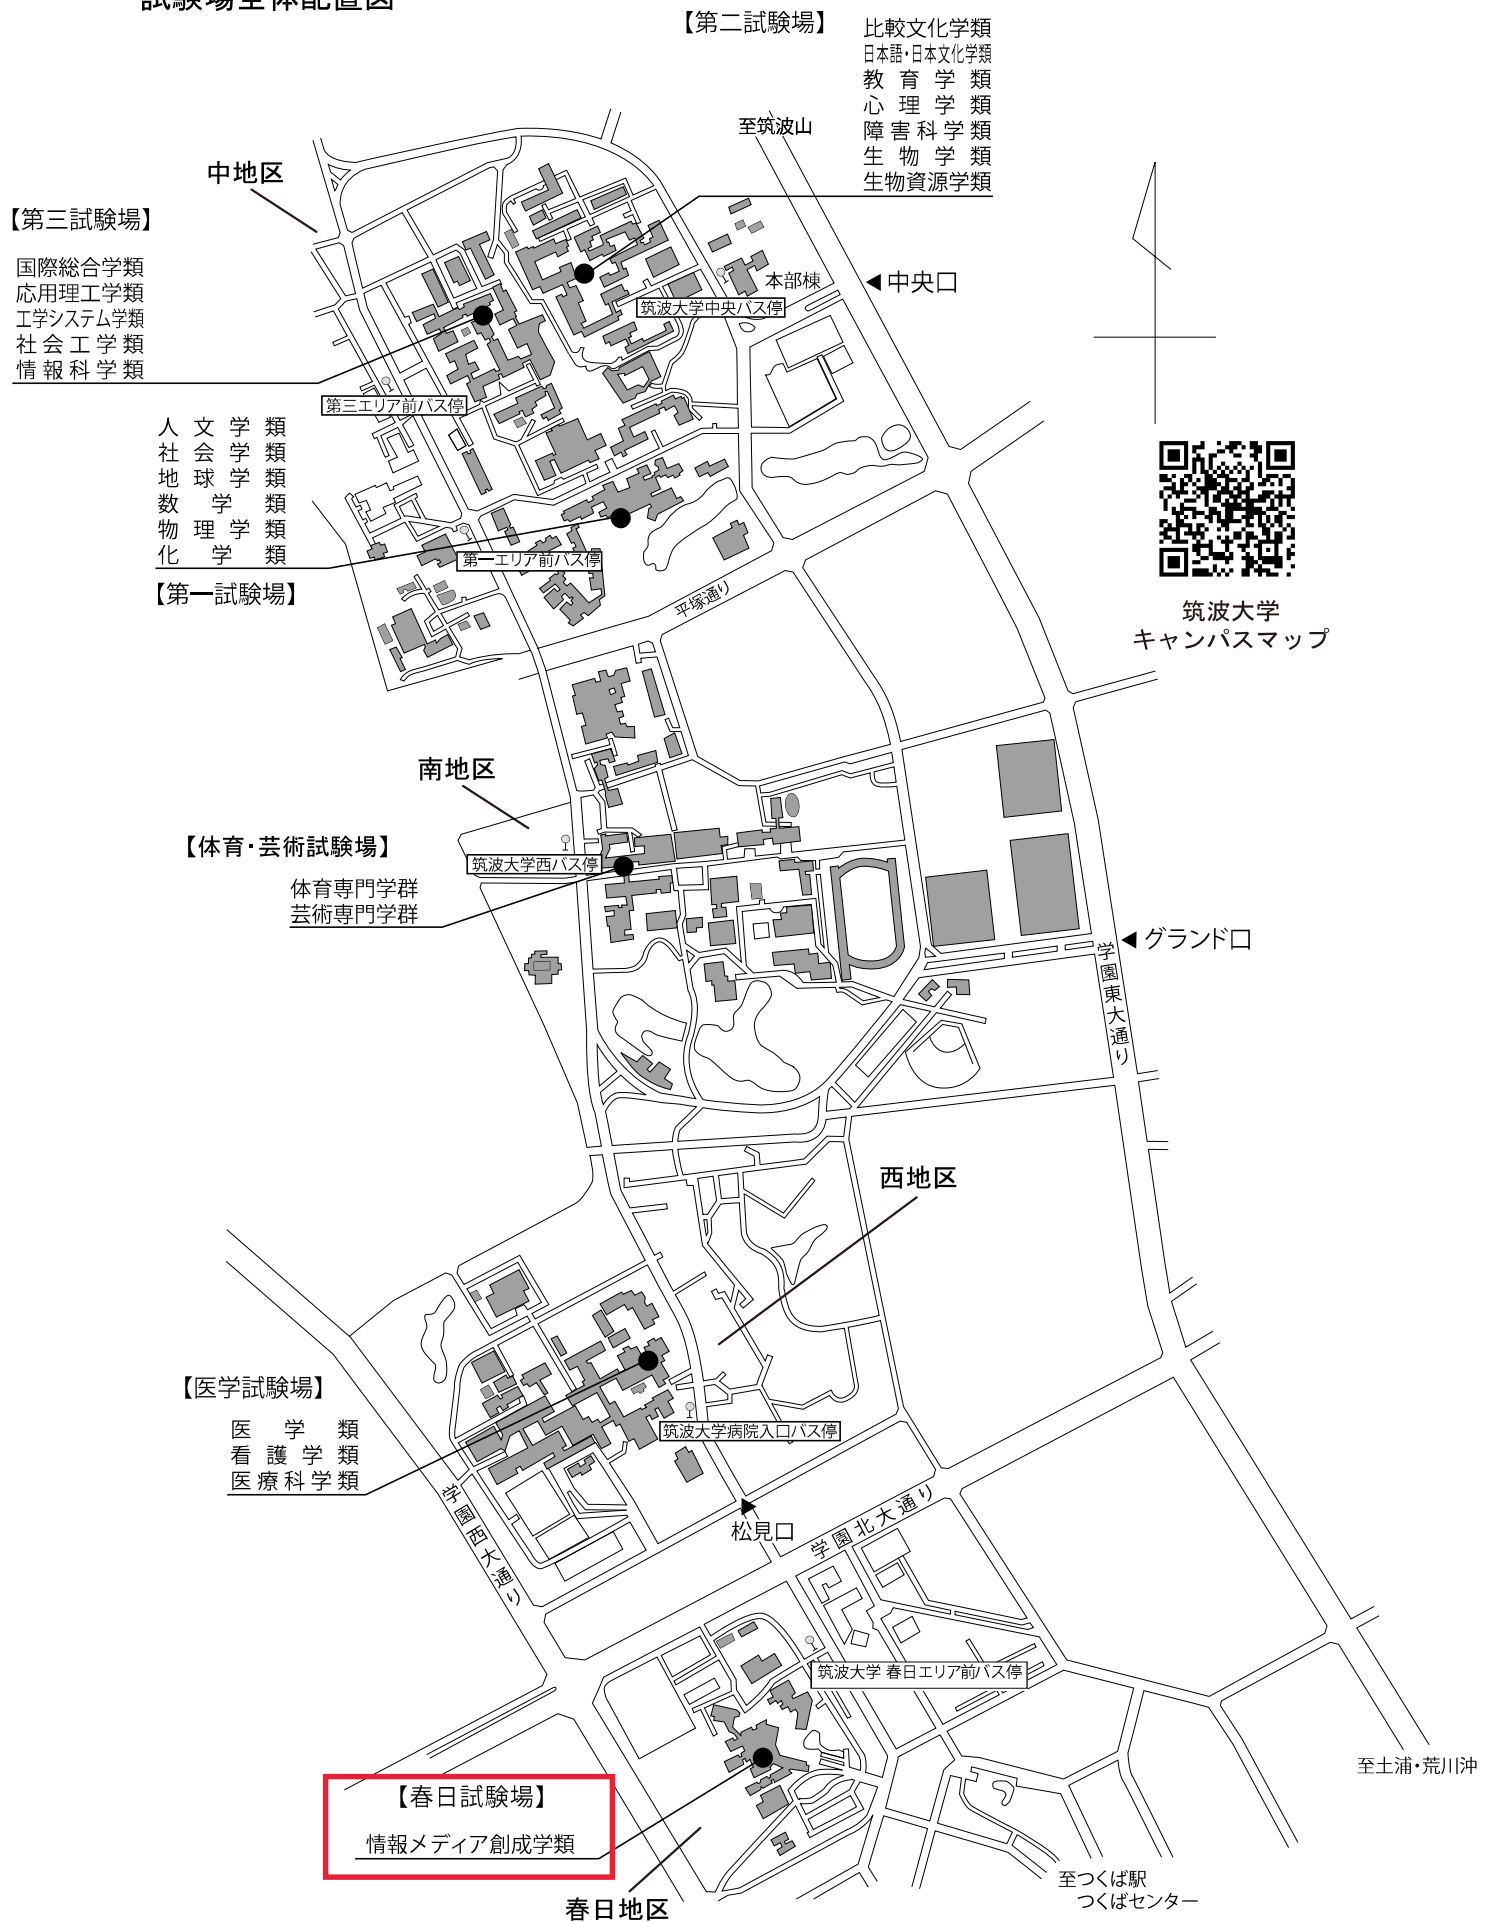 試験場全体配置図
【第二試験場】
比較文化学類
日本語・日本文化学類
教育学類
心理学類
障害科学類
生物学類
生物資源学類
至筑波山
中地区
【第三試験場】
国際総合学類
応用理工学類
工学システム学類
社会工学類
情報科学類
本部棟
中央口
筑波大学中央バス停
第三エリア前バス停
人文学類
社会学類
地球学類
数学類
物理学類
化学類
【第一試験場】
第一エリア前バス停
平塚通り
筑波大学
キャンパスマップ
南地区
【体育・芸術試験場】
体育専門学群
芸術専門学群
筑波大学西バス停
グランド口
学園東大通り
西地区
【医学試験場】
医学類
看護学類
医療科学類
筑波大学病院入口バス停
学園西大通り
松見口
学園北大通り
筑波大学 春日エリア前バス停
至土浦・荒川沖
【春日試験場】
情報メディア創成学類
春日地区
至つくば駅
つくばセンター